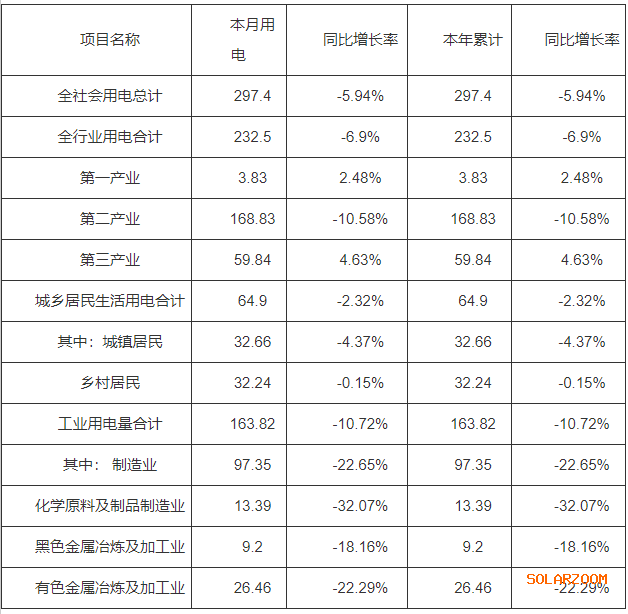 项目名称 本月用电 同比增长率 本年累计 同比增长率
全社会用电总计 297.4 -5.94% 297.4 -5.94%
全行业用电合计 232.5 -6.9% 232.5 -6.9%
第一产业 3.83 2.48% 3.83 2.48%
第二产业 168.83 -10.58% 168.83 -10.58%
第三产业 59.84 4.63% 59.84 4.63%
城乡居民生活用电合计 64.9 -2.32% 64.9 -2.32%
其中：城镇居民 32.66 -4.37% 32.66 -4.37%
乡村居民 32.24 -0.15% 32.24 -0.15%
工业用电量合计 163.82 -10.72% 163.82 -10.72%
其中： 制造业 97.35 -22.65% 97.35 -22.65%
化学原料及制品制造业 13.39 -32.07% 13.39 -32.07%
黑色金属冶炼及加工业 9.2 -18.16% 9.2 -18.16%
有色金属冶炼及加工业 26.46 -22.29% 26.46 -22.29%
SOLARZOOM